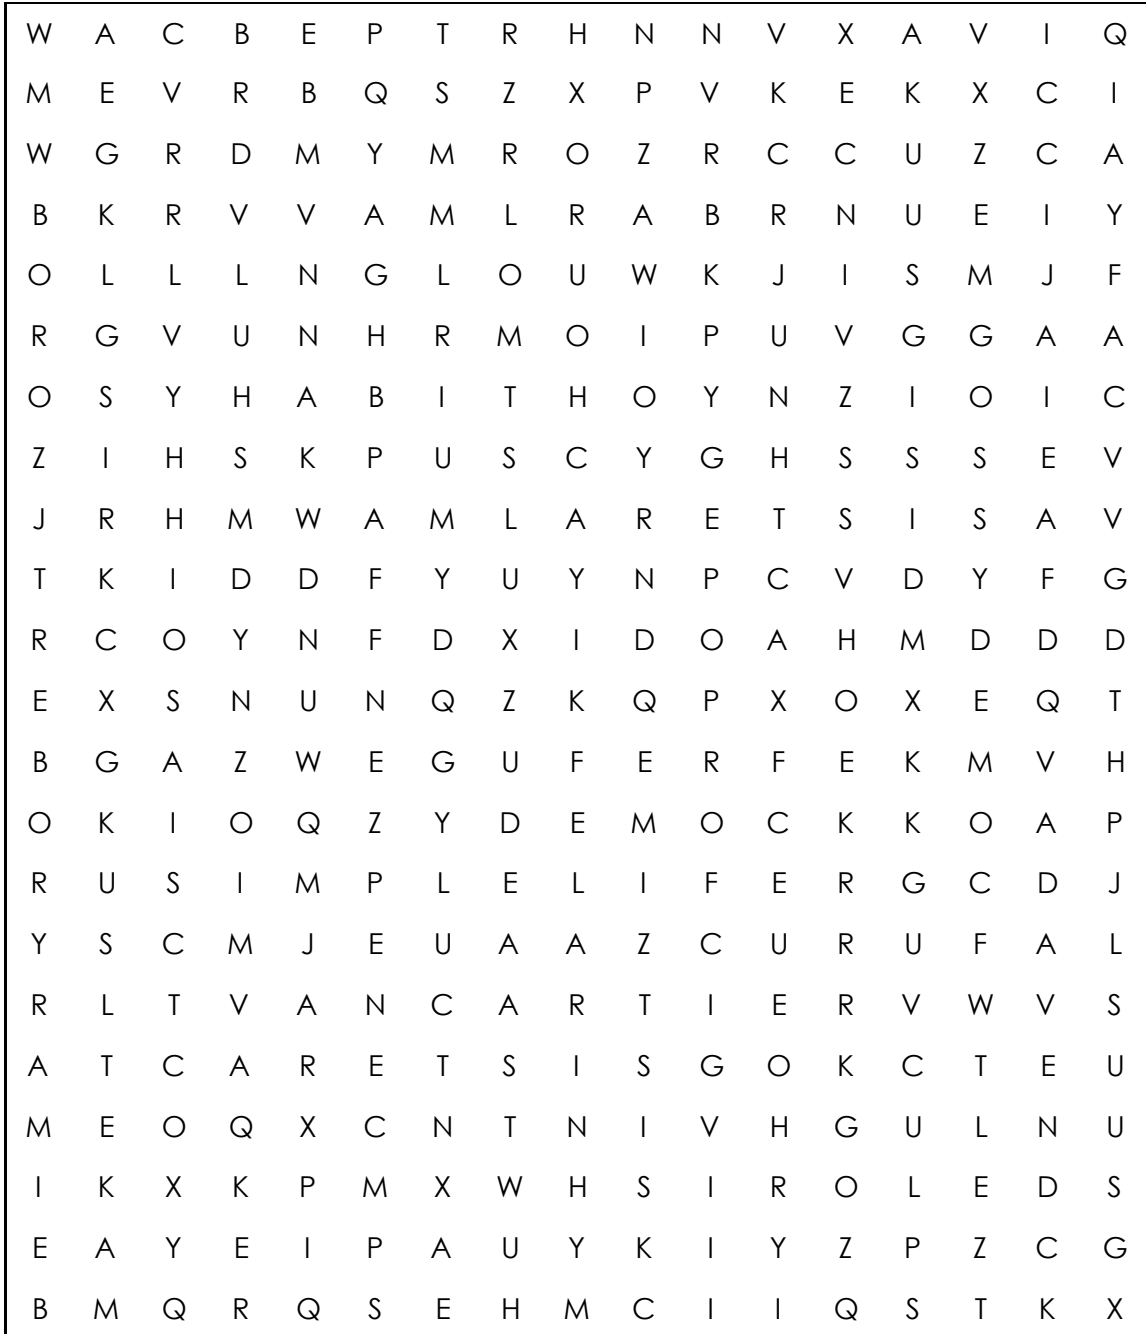 W A C B E P T R H N N V X A V I Q
M E V R B Q S Z X P V K E K X C I
W G R D M Y M R O Z R C C U Z C A
B K R V V A M L R A B R N U E I Y
O L L L N G L O U W K J I S M J F
R G V U N H R M O I P U V G G A A
O S Y H A B I T H O Y N Z I O I C
Z I H S K P U S C Y G H S S S E V
J R H M W A M L A R E T S I S A V
T K I D D F Y U Y N P C V D Y F G
R C O Y N F D X I D O A H M D D D
E X S N U N Q Z K Q P X O X E Q T
B G A Z W E G U F E R F E K M V H
O K I O Q Z Y D E M O C K K O A P
R U S I M P L E L I F E R G C D J
Y S C M J E U A A Z C U R U F A L
R L T V A N C A R T I E R V W V S
A T C A R E T S I S G O K C T E U
M E O Q X C N T N I V H G U L N U
I K X K P M X W H S I R O L E D S
E A Y E I P A U Y K I Y Z P Z C G
B M Q R Q S E H M C I I Q S T K X